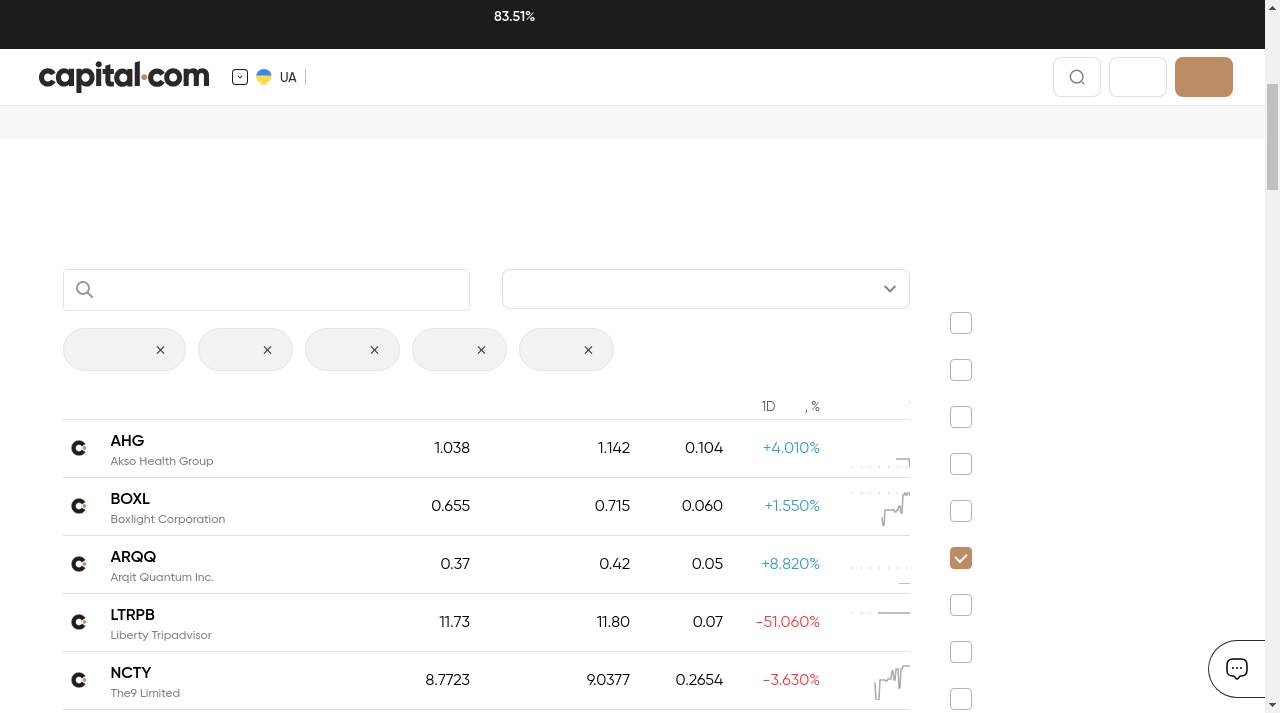 83.51%
capital.com
UA
1D , %
AHG 1.038 1.142 0.104 +4.010%
Akso Health Group
BOXL 0.655 0.715 0.060 +1.550%
Boxlight Corporation
ARQQ 0.37 0.42 0.05 +8.820%
Arqit Quantum Inc.
LTRPB 11.73 11.80 0.07 -51.060%
Liberty Tripadvisor
NCTY 8.7723 9.0377 0.2654 -3.630%
The9 Limited